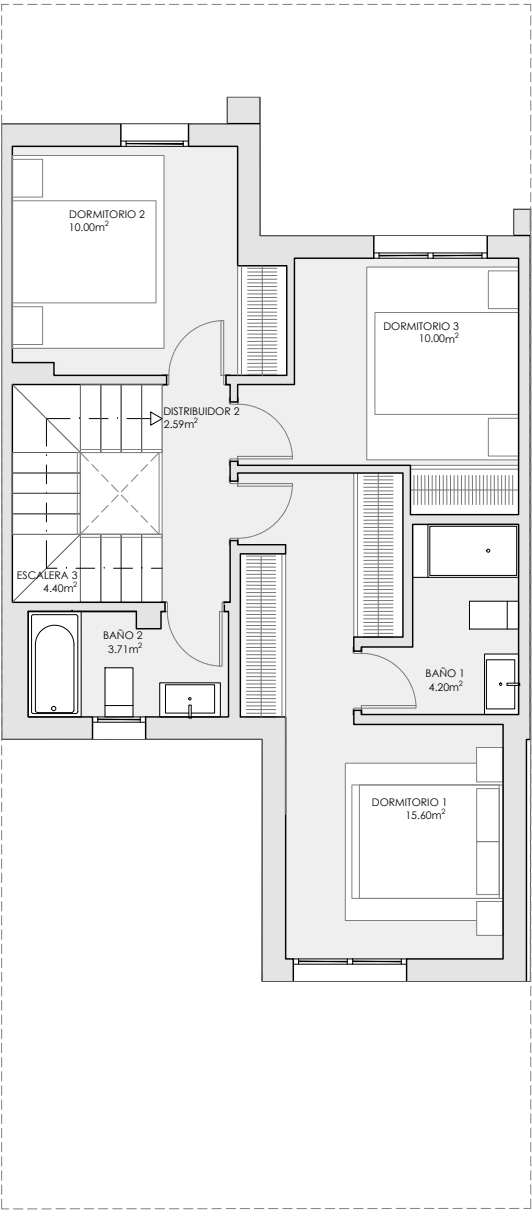 DORMITORIO 2
10.00m²
DORMITORIO 3
10.00m²
DISTRIBUIDOR 2
2.59m²
ESCALERA 3
4.40m²
BAÑO 2
3.71m²
BAÑO 1
4.20m²
DORMITORIO 1
15.60m²